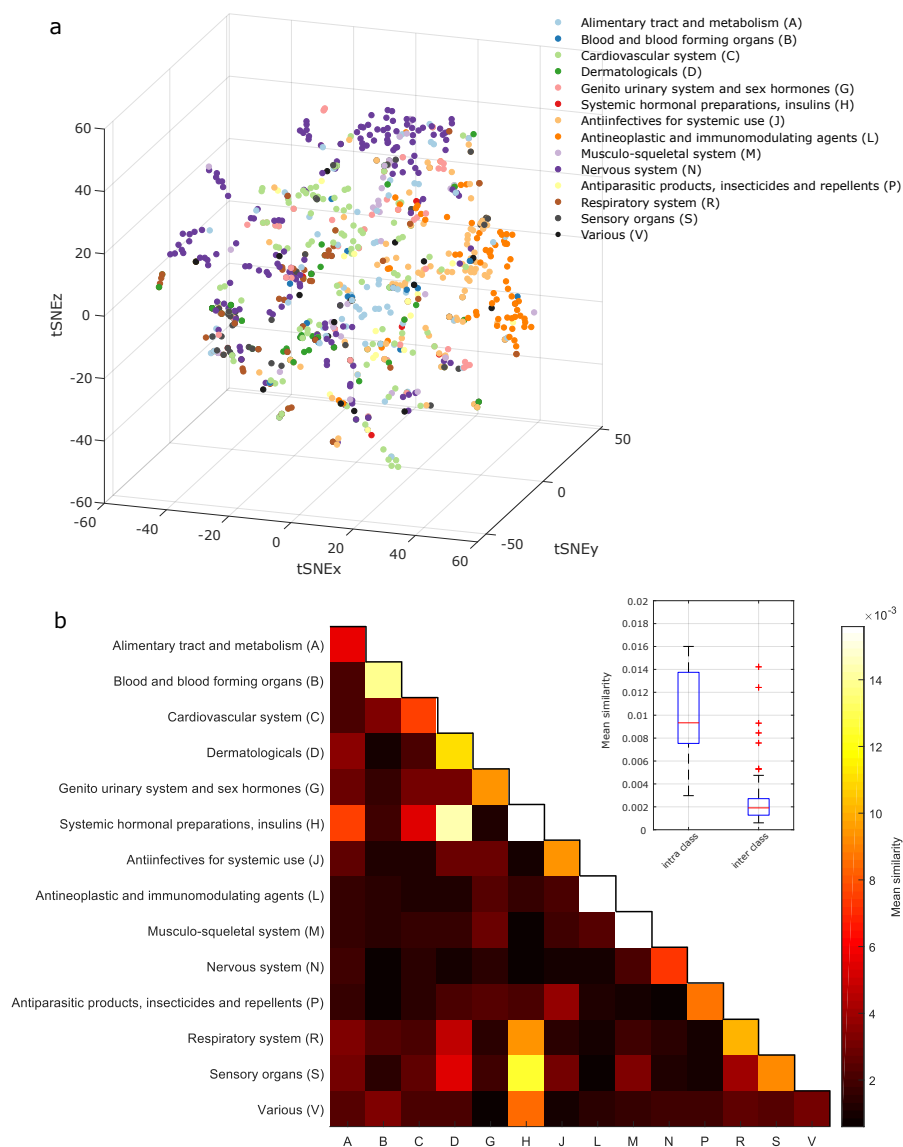 a
Alimentary tract and metabolism (A)
Blood and blood forming organs (B)
Cardiovascular system (C)
Dermatologicals (D)
Genito urinary system and sex hormones (G)
Systemic hormonal preparations, insulins (H)
Antiinfectives for systemic use (J)
Antineoplastic and immunomodulating agents (L)
Musculo-squeletal system (M)
Nervous system (N)
Antiparasitic products, insecticides and repellents (P)
Respiratory system (R)
Sensory organs (S)
Various (V)
60
40
20
0
-20
-40
-60
tSNEz
-60
-40
-20
0
20
40
60
tSNEx
-50
0
50
tSNEy
b
Alimentary tract and metabolism (A)
Blood and blood forming organs (B)
Cardiovascular system (C)
Dermatologicals (D)
Genito urinary system and sex hormones (G)
Systemic hormonal preparations, insulins (H)
Antiinfectives for systemic use (J)
Antineoplastic and immunomodulating agents (L)
Musculo-squeletal system (M)
Nervous system (N)
Antiparasitic products, insecticides and repellents (P)
Respiratory system (R)
Sensory organs (S)
Various (V)
A B C D G H J L M N P R S V
0.02
0.018
0.016
0.014
0.012
0.01
0.008
0.006
0.004
0.002
0
Mean similarity
intra class
inter class
×10⁻³
14
12
10
8
6
4
2
Mean similarity